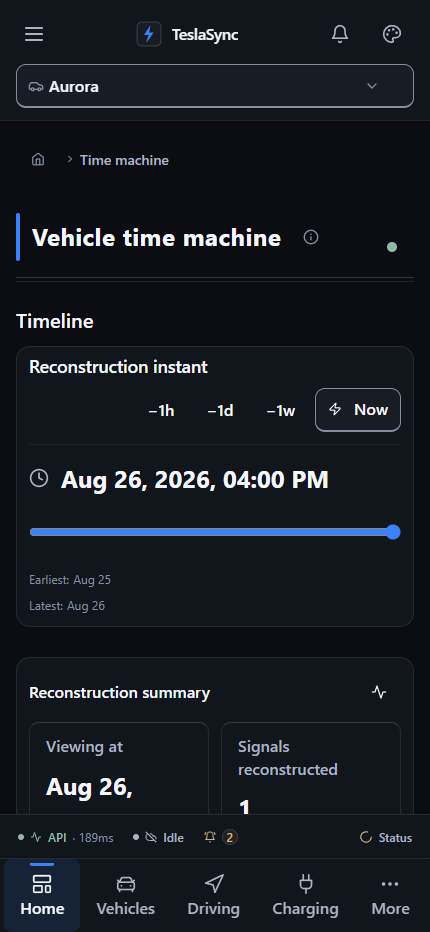 TeslaSync
Aurora
Time machine
Vehicle time machine
Timeline
Reconstruction instant
−1h −1d −1w Now
Aug 26, 2026, 04:00 PM
Earliest: Aug 25
Latest: Aug 26
Reconstruction summary
Viewing at
Aug 26,
Signals
reconstructed
1
API · 189ms Idle 2 Status
Home Vehicles Driving Charging More